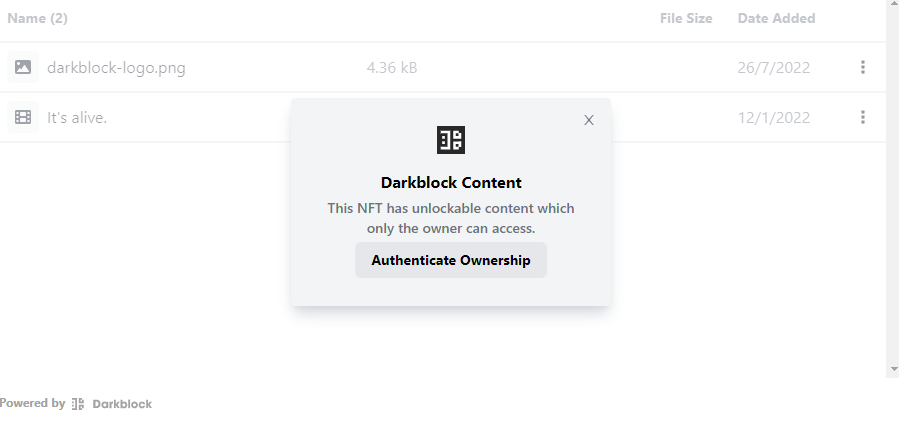 Name (2) File Size Date Added
darkblock-logo.png 4.36 kB 26/7/2022
It's alive. 12/1/2022
X
Darkblock Content
This NFT has unlockable content which
only the owner can access.
Authenticate Ownership
Powered by Darkblock